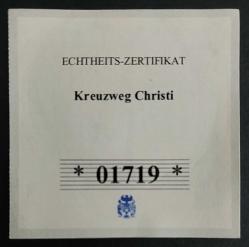 ECHTHEITS-ZERTIFIKAT
Kreuzweg Christi
* 01719 *